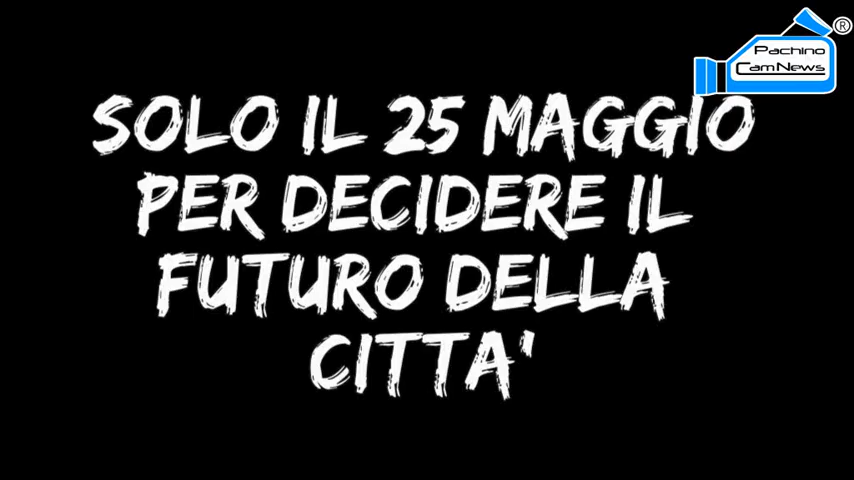 Pachino
CamNews
®
SOLO IL 25 MAGGIO
PER DECIDERE IL
FUTURO DELLA
CITTA'